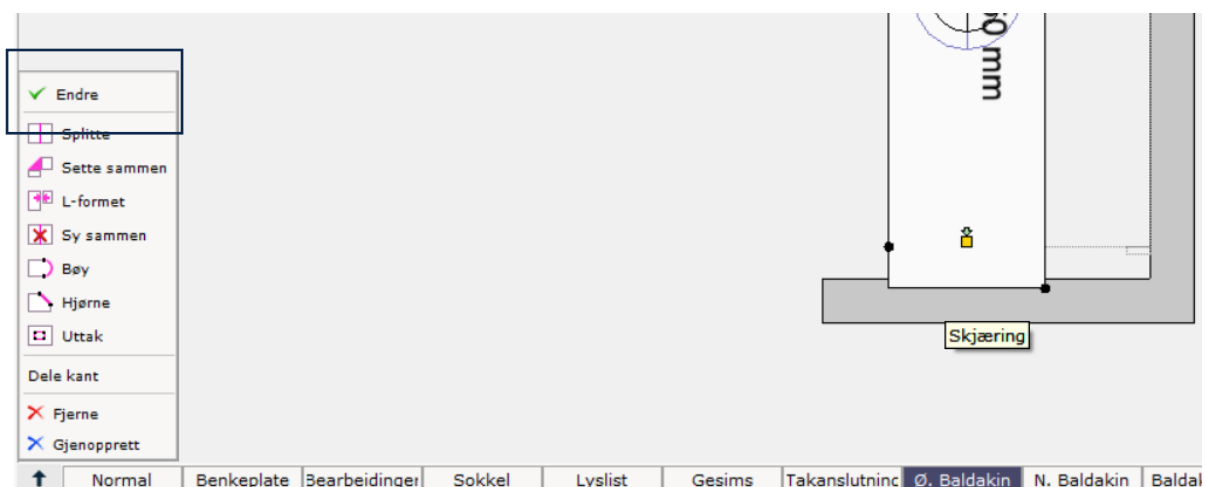 60 mm
Endre
Splitte
Sette sammen
L-formet
Sy sammen
Bøy
Hjørne
Uttak
Skjæring
Dele kant
Fjerne
Gjenopprett
Normal Benkeplate Bearbeidinger Sokkel Lyslist Gesims Takanslutning Ø. Baldakin N. Baldakin